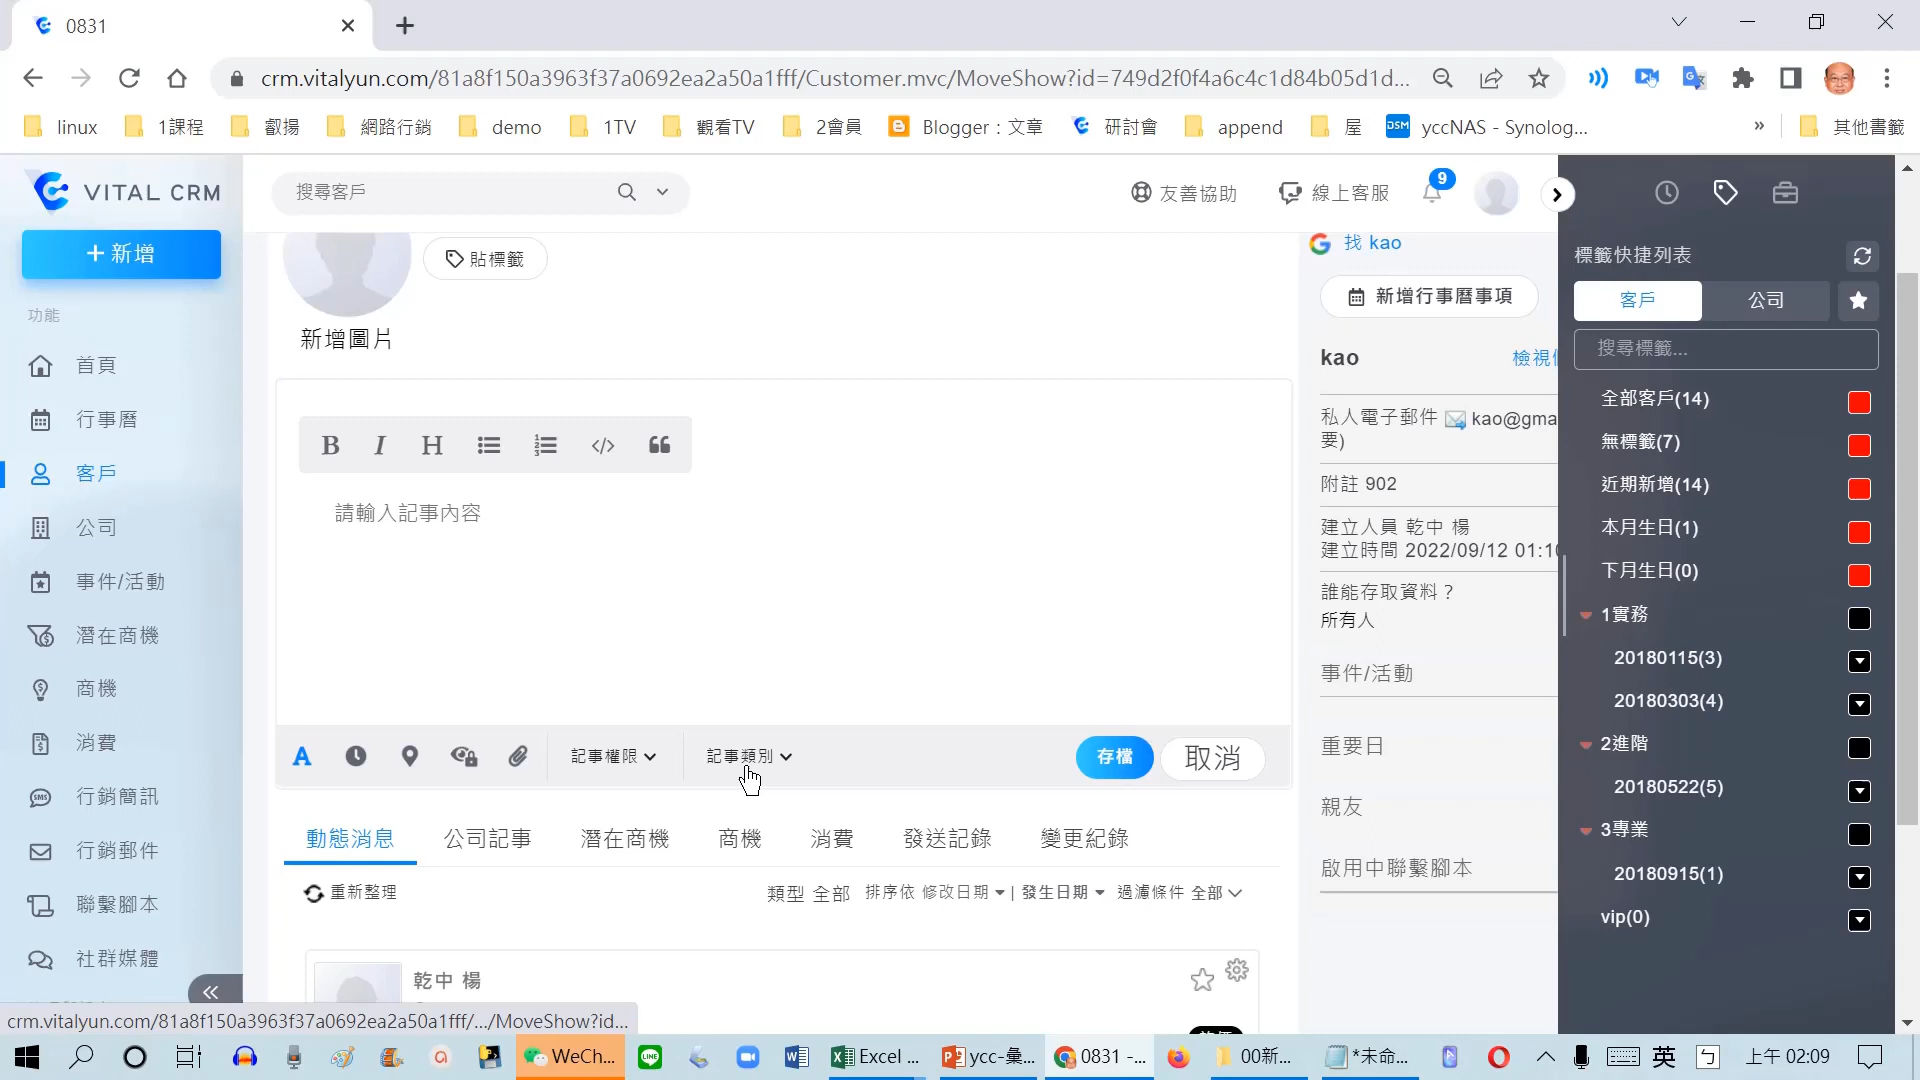 0831
crm.vitalyun.com/81a8f150a3963f37a0692ea2a50a1fff/Customer.mvc/MoveShow?id=749d2f0f4a6c4c1d84b05d1d...
linux
1課程
叡揚
網路行銷
demo
1TV
觀看TV
2會員
Blogger：文章
研討會
append
屋
DSM
yccNAS - Synolog...
»
其他書籤
VITAL CRM
搜尋客戶
友善協助
線上客服
9
+ 新增
功能
首頁
行事曆
客戶
公司
事件/活動
潛在商機
商機
消費
行銷簡訊
行銷郵件
聯繫腳本
社群媒體
貼標籤
新增圖片
B I H
請輸入記事內容
A
記事權限
記事類別
存檔
取消
動態消息
公司記事
潛在商機
商機
消費
發送記錄
變更紀錄
重新整理
類型 全部
排序依 修改日期
| 發生日期
過濾條件 全部
乾中 楊
找 kao
新增行事曆事項
kao
檢視
私人電子郵件 kao@gma
要)
附註 902
建立人員 乾中 楊
建立時間 2022/09/12 01:1
誰能存取資料？
所有人
事件/活動
重要日
親友
啟用中聯繫腳本
標籤快捷列表
客戶
公司
搜尋標籤...
全部客戶(14)
無標籤(7)
近期新增(14)
本月生日(1)
下月生日(0)
1實務
20180115(3)
20180303(4)
2進階
20180522(5)
3專業
20180915(1)
vip(0)
crm.vitalyun.com/81a8f150a3963f37a0692ea2a50a1fff/.../MoveShow?id...
WeCh...
Excel ...
ycc-彙...
0831 -...
00新...
*未命...
英
ㄅ
上午 02:09